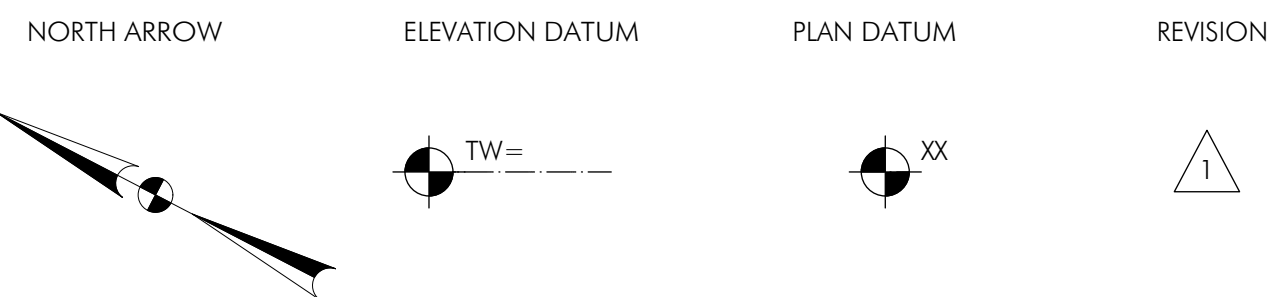 NORTH ARROW
ELEVATION DATUM
PLAN DATUM
REVISION
TW=
XX
1